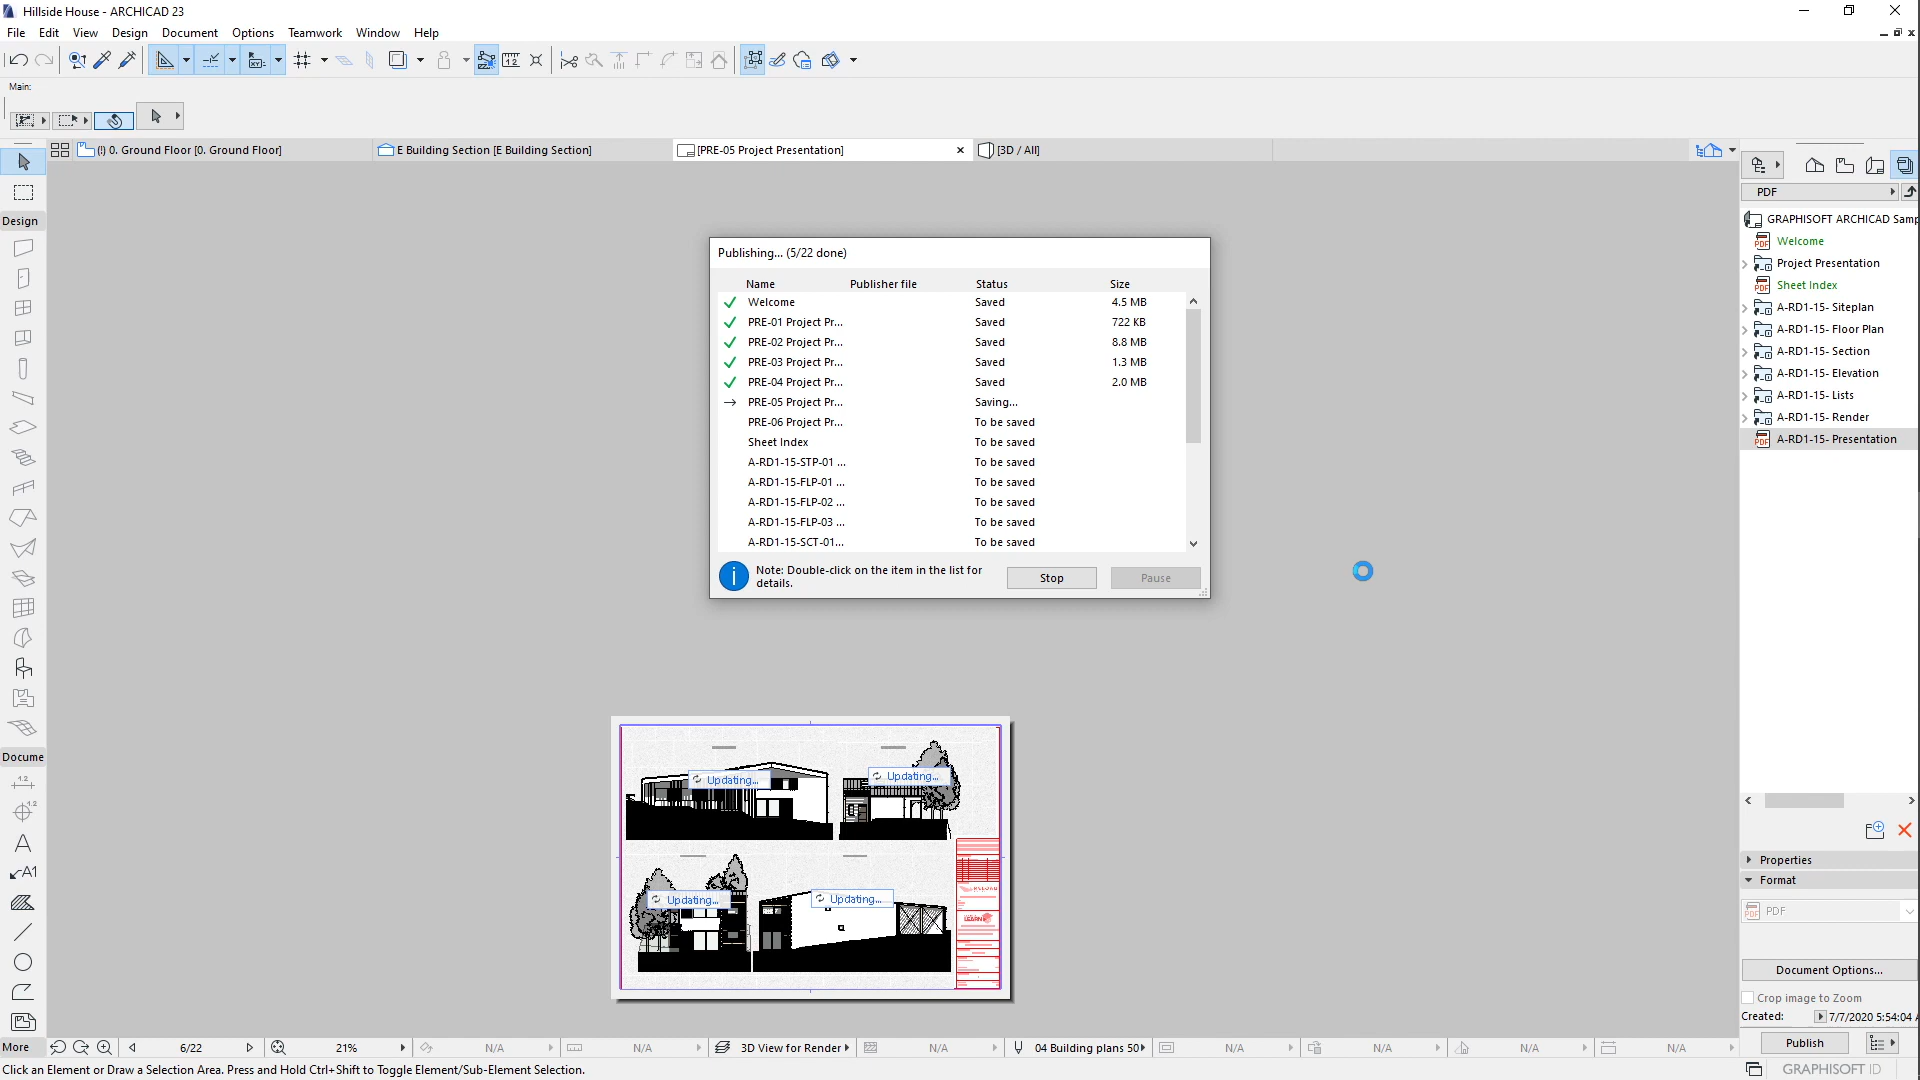 Hillside House - ARCHICAD 23
File Edit View Design Document Options Teamwork Window Help
Main:
(!) 0. Ground Floor [0. Ground Floor]
E Building Section [E Building Section]
[PRE-05 Project Presentation]
[3D / All]
PDF
Design
GRAPHISOFT ARCHICAD Samp
Welcome
Project Presentation
Sheet Index
A-RD1-15- Siteplan
A-RD1-15- Floor Plan
A-RD1-15- Section
A-RD1-15- Elevation
A-RD1-15- Lists
A-RD1-15- Render
A-RD1-15- Presentation
Publishing... (5/22 done)
Name Publisher file Status Size
Welcome Saved 4.5 MB
PRE-01 Project Pr... Saved 722 KB
PRE-02 Project Pr... Saved 8.8 MB
PRE-03 Project Pr... Saved 1.3 MB
PRE-04 Project Pr... Saved 2.0 MB
PRE-05 Project Pr... Saving...
PRE-06 Project Pr... To be saved
Sheet Index To be saved
A-RD1-15-STP-01 ... To be saved
A-RD1-15-FLP-01 ... To be saved
A-RD1-15-FLP-02 ... To be saved
A-RD1-15-FLP-03 ... To be saved
A-RD1-15-SCT-01... To be saved
Note: Double-click on the item in the list for
details.
Stop
Pause
Docume
1.2
1.2
A1
Updating...
Updating...
Updating...
Updating...
LEARN
Properties
Format
PDF
Document Options...
Crop image to Zoom
Created: 7/7/2020 5:54:04
Publish
More
6/22
21%
N/A
N/A
3D View for Render
N/A
04 Building plans 50
N/A
N/A
N/A
N/A
Click an Element or Draw a Selection Area. Press and Hold Ctrl+Shift to Toggle Element/Sub-Element Selection.
GRAPHISOFT ID